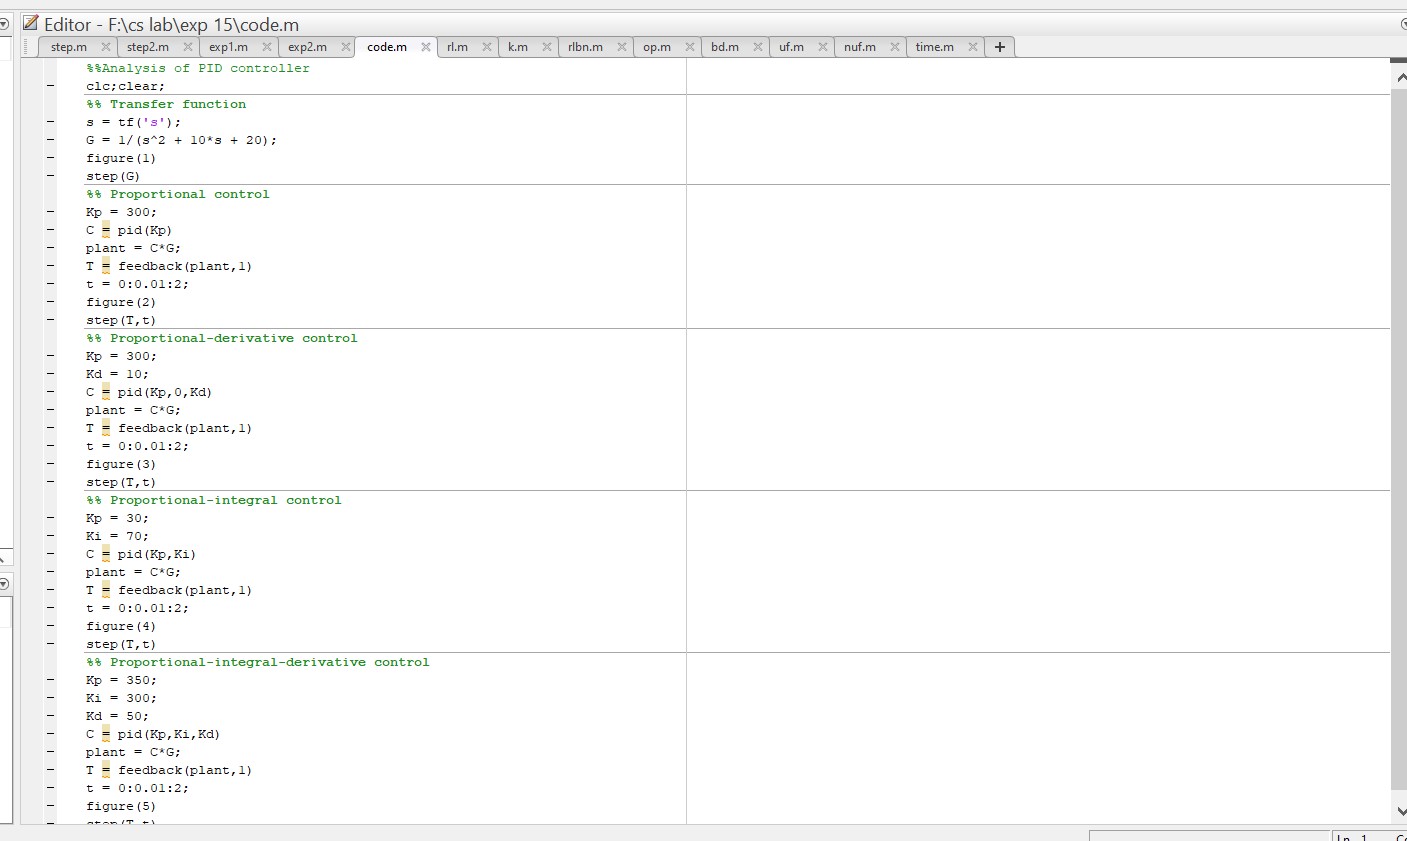 Editor - F:\cs lab\exp 15\code.m
step.m step2.m exp1.m exp2.m code.m rl.m k.m rlbn.m op.m bd.m uf.m nuf.m time.m +
%%Analysis of PID controller
clc;clear;
%% Transfer function
s = tf('s');
G = 1/(s^2 + 10*s + 20);
figure(1)
step(G)
%% Proportional control
Kp = 300;
C = pid(Kp)
plant = C*G;
T = feedback(plant,1)
t = 0:0.01:2;
figure(2)
step(T,t)
%% Proportional-derivative control
Kp = 300;
Kd = 10;
C = pid(Kp,0,Kd)
plant = C*G;
T = feedback(plant,1)
t = 0:0.01:2;
figure(3)
step(T,t)
%% Proportional-integral control
Kp = 30;
Ki = 70;
C = pid(Kp,Ki)
plant = C*G;
T = feedback(plant,1)
t = 0:0.01:2;
figure(4)
step(T,t)
%% Proportional-integral-derivative control
Kp = 350;
Ki = 300;
Kd = 50;
C = pid(Kp,Ki,Kd)
plant = C*G;
T = feedback(plant,1)
t = 0:0.01:2;
figure(5)
step(T,t)
Ln 1